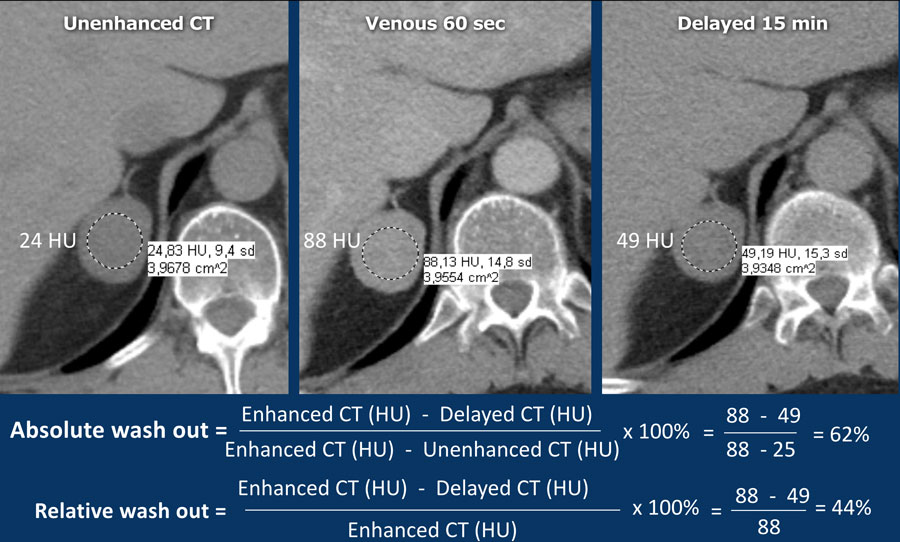 Unenhanced CT
Venous 60 sec
Delayed 15 min
24 HU
24,83 HU, 9,4 sd
3,9678 cm^2
88 HU
88,13 HU, 14,8 sd
3,9554 cm^2
49 HU
49,19 HU, 15,3 sd
3,9348 cm^2
Absolute wash out = Enhanced CT (HU) - Delayed CT (HU)
Enhanced CT (HU) - Unenhanced CT (HU)
x 100% = 88 - 49
88 - 25
= 62%
Relative wash out = Enhanced CT (HU) - Delayed CT (HU)
Enhanced CT (HU)
x 100% = 88 - 49
88
= 44%